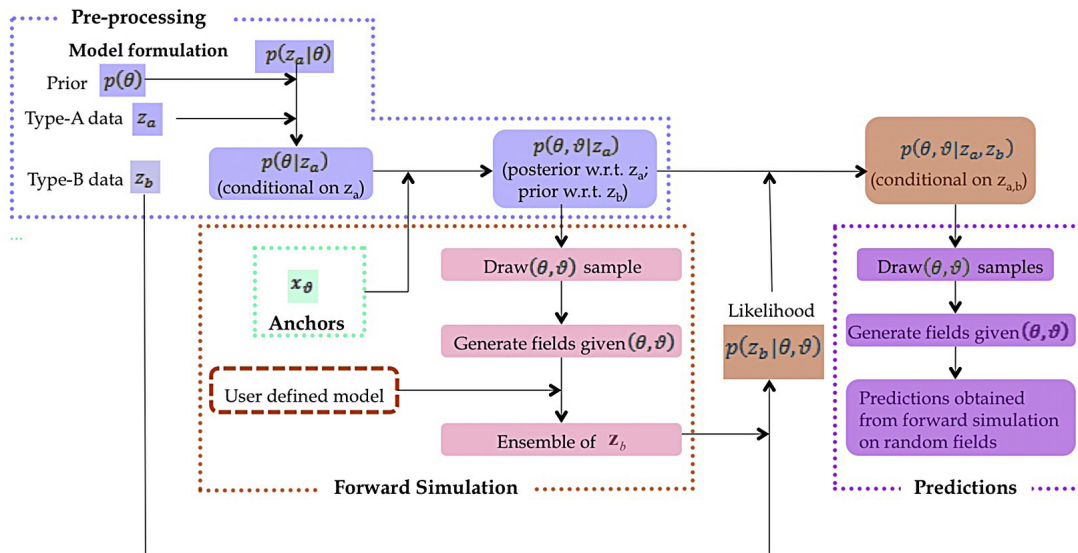 Pre-processing
Model formulation
p(z_a|θ)
Prior p(θ)
Type-A data z_a
Type-B data z_b
p(θ|z_a)
(conditional on z_a)
p(θ,ϑ|z_a)
(posterior w.r.t. z_a;
prior w.r.t. z_b)
p(θ,ϑ|z_a,z_b)
(conditional on z_a,b)
...
x_ϑ
Anchors
Draw(θ,ϑ) sample
Generate fields given(θ,ϑ)
User defined model
Ensemble of z_b
Forward Simulation
Likelihood
p(z_b|θ,ϑ)
Draw(θ,ϑ) samples
Generate fields given(θ,ϑ)
Predictions obtained
from forward simulation
on random fields
Predictions